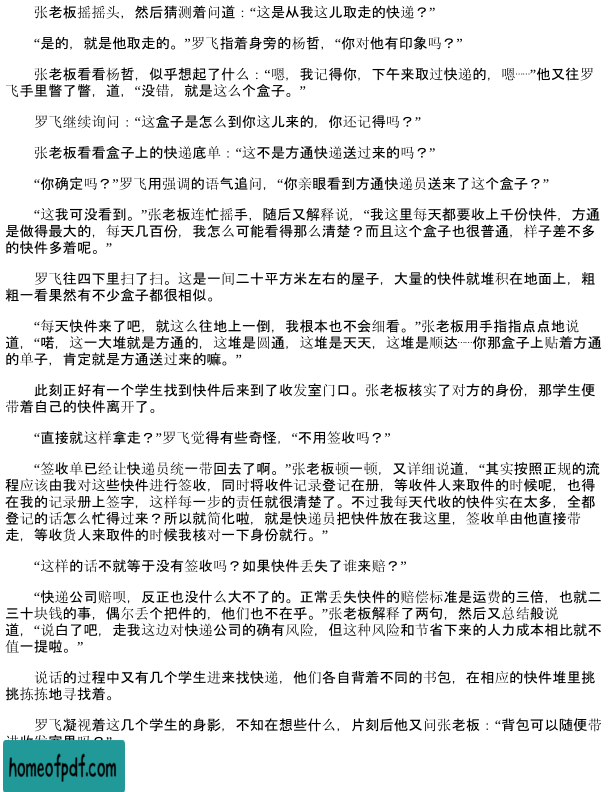 张老板摇摇头，然后猜测着问道：“这是从我这儿取走的快递？”
“是的，就是他取走的。”罗飞指着身旁的杨哲，“你对他有印象吗？”
张老板看看杨哲，似乎想起了什么：“嗯，我记得你，下午来取过快递的，嗯……”他又往罗
飞手里瞥了瞥，道，“没错，就是这么个盒子。”
罗飞继续询问：“这盒子是怎么到你这儿来的，你还记得吗？”
张老板看看盒子上的快递底单：“这不是方通快递送过来的吗？”
“你确定吗？”罗飞用强调的语气追问，“你亲眼看到方通快递员送来了这个盒子？”
“这我可没看到。”张老板连忙摇手，随后又解释说，“我这里每天都要收上千份快件，方通
是做得最大的，每天几百份，我怎么可能看得那么清楚？而且这个盒子也很普通，样子差不多
的快件多着呢。”
罗飞往四下里扫了扫。这是一间二十平方米左右的屋子，大量的快件就堆积在地面上，粗
粗一看果然有不少盒子都很相似。
“每天快件来了吧，就这么往地上一倒，我根本也不会细看。”张老板用手指指点点地说
道，“喏，这一大堆就是方通的，这堆是圆通，这堆是天天，这堆是顺达……你那盒子上贴着方通
的单子，肯定就是方通送过来的嘛。”
此刻正好有一个学生找到快件后来到了收发室门口。张老板核实了对方的身份，那学生便
带着自己的快件离开了。
“直接就这样拿走？”罗飞觉得有些奇怪，“不用签收吗？”
“签收单已经让快递员统一带回去了啊。”张老板顿一顿，又详细说道，“其实按照正规的流
程应该由我对这些快件进行签收，同时将收件记录登记在册，等收件人来取件的时候呢，也得
在我的记录册上签字，这样每一步的责任就很清楚了。不过我每天代收的快件实在太多，全都
登记的话怎么忙得过来？所以就简化啦，就是快递员把快件放在我这里，签收单由他直接带
走，等收货人来取件的时候我核对一下身份就行。”
“这样的话不就等于没有签收吗？如果快件丢失了谁来赔？”
“快递公司赔呗，反正也没什么大不了的。正常丢失快件的赔偿标准是运费的三倍，也就二
三十块钱的事，偶尔丢个把件的，他们也不在乎。”张老板解释了两句，然后又总结般说
道，“说白了吧，走我这边对快递公司的确有风险，但这种风险和节省下来的人力成本相比就不
值一提啦。”
说话的过程中又有几个学生进来找快递，他们各自背着不同的书包，在相应的快件堆里挑
挑拣拣地寻找着。
罗飞凝视着这几个学生的身影，不知在想些什么，片刻后他又问张老板：“背包可以随便带
进收发室里吗？”
homeofpdf.com